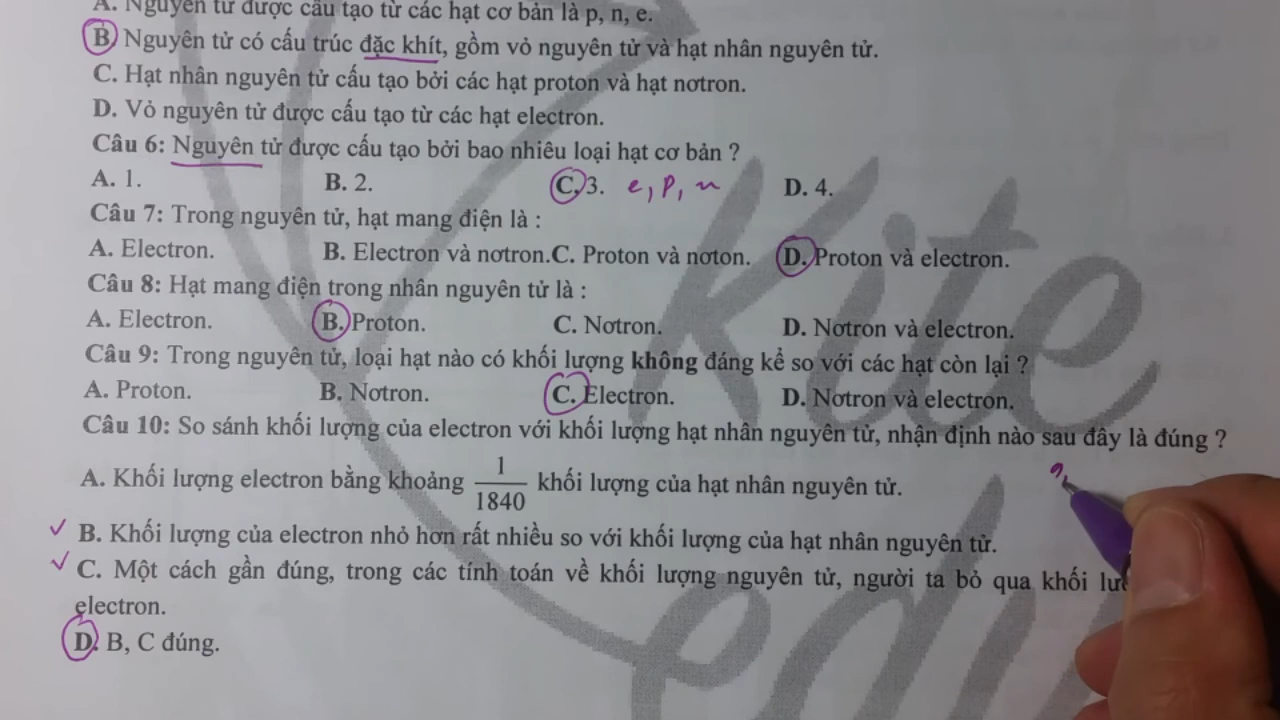 A. Nguyên tử được cấu tạo từ các hạt cơ bản là p, n, e.
B. Nguyên tử có cấu trúc đặc khít, gồm vỏ nguyên tử và hạt nhân nguyên tử.
C. Hạt nhân nguyên tử cấu tạo bởi các hạt proton và hạt nơtron.
D. Vỏ nguyên tử được cấu tạo từ các hạt electron.
Câu 6: Nguyên tử được cấu tạo bởi bao nhiêu loại hạt cơ bản ?
A. 1. B. 2. C. 3. e, p, n D. 4.
Câu 7: Trong nguyên tử, hạt mang điện là :
A. Electron. B. Electron và nơtron. C. Proton và nơton. D. Proton và electron.
Câu 8: Hạt mang điện trong nhân nguyên tử là :
A. Electron. B. Proton. C. Nơtron. D. Nơtron và electron.
Câu 9: Trong nguyên tử, loại hạt nào có khối lượng không đáng kể so với các hạt còn lại ?
A. Proton. B. Nơtron. C. Electron. D. Nơtron và electron.
Câu 10: So sánh khối lượng của electron với khối lượng hạt nhân nguyên tử, nhận định nào sau đây là đúng ?
A. Khối lượng electron bằng khoảng 1/1840 khối lượng của hạt nhân nguyên tử.
B. Khối lượng của electron nhỏ hơn rất nhiều so với khối lượng của hạt nhân nguyên tử.
C. Một cách gần đúng, trong các tính toán về khối lượng nguyên tử, người ta bỏ qua khối
electron.
D. B, C đúng.
Kite